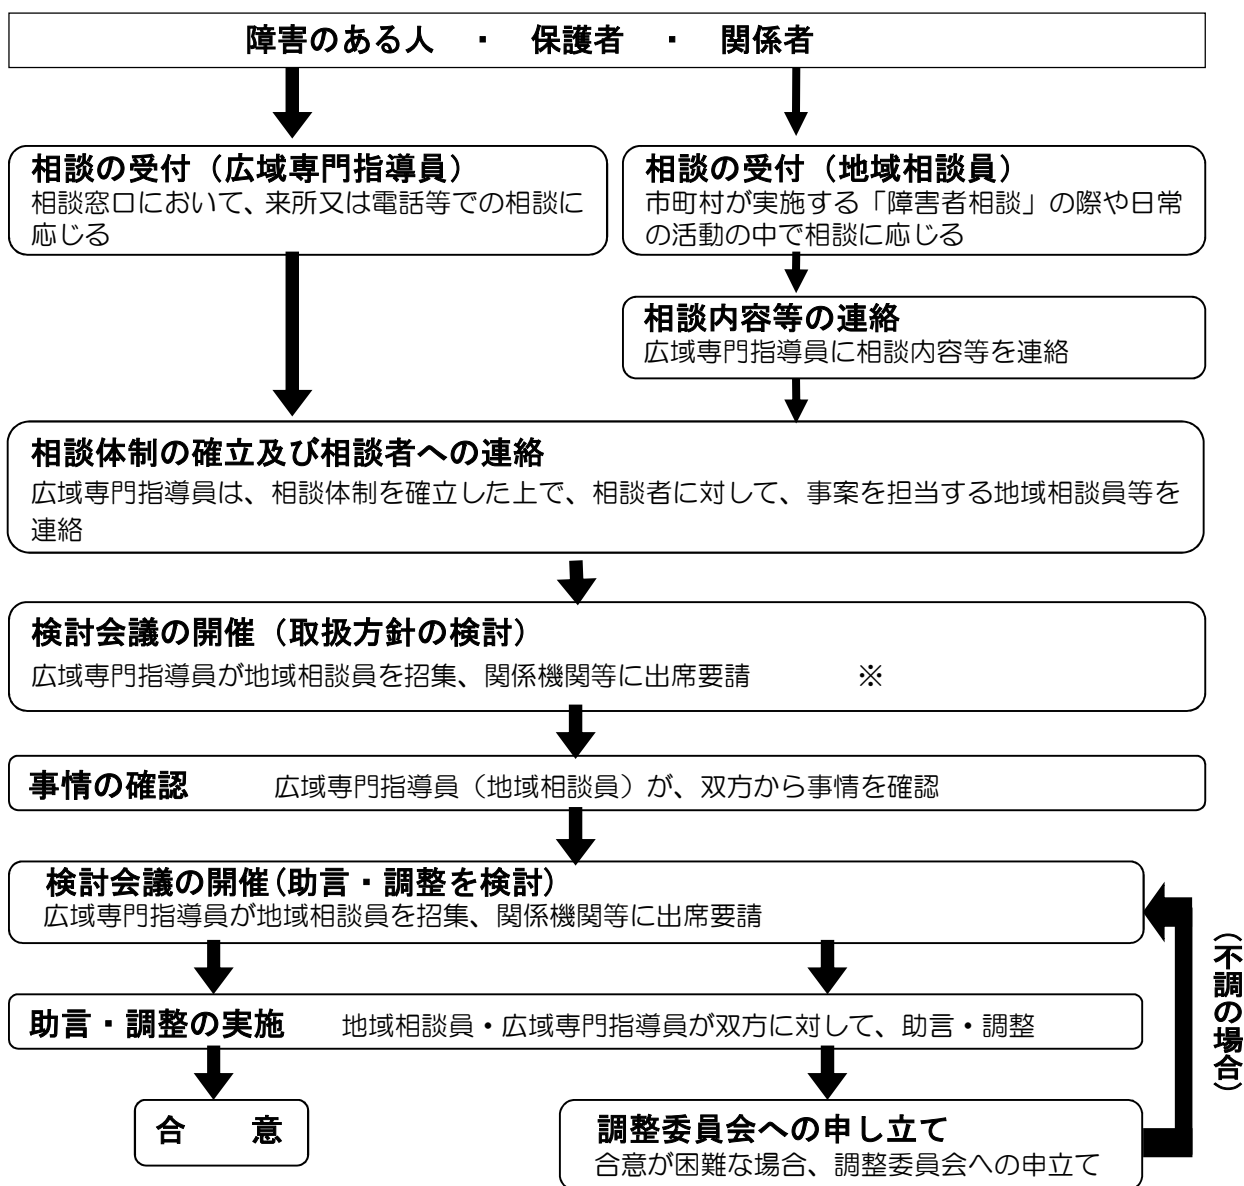 障害のある人 ・ 保護者 ・ 関係者
相談の受付（広域専門指導員）
相談窓口において、来所又は電話等での相談に
応じる
相談の受付（地域相談員）
市町村が実施する「障害者相談」の際や日常
の活動の中で相談に応じる
相談内容等の連絡
広域専門指導員に相談内容等を連絡
相談体制の確立及び相談者への連絡
広域専門指導員は、相談体制を確立した上で、相談者に対して、事案を担当する地域相談員等を
連絡
検討会議の開催（取扱方針の検討）
広域専門指導員が地域相談員を招集、関係機関等に出席要請 ※
事情の確認 広域専門指導員（地域相談員）が、双方から事情を確認
検討会議の開催(助言・調整を検討)
広域専門指導員が地域相談員を招集、関係機関等に出席要請
助言・調整の実施 地域相談員・広域専門指導員が双方に対して、助言・調整
合 意
調整委員会への申し立て
合意が困難な場合、調整委員会への申立て
（不調の場合）